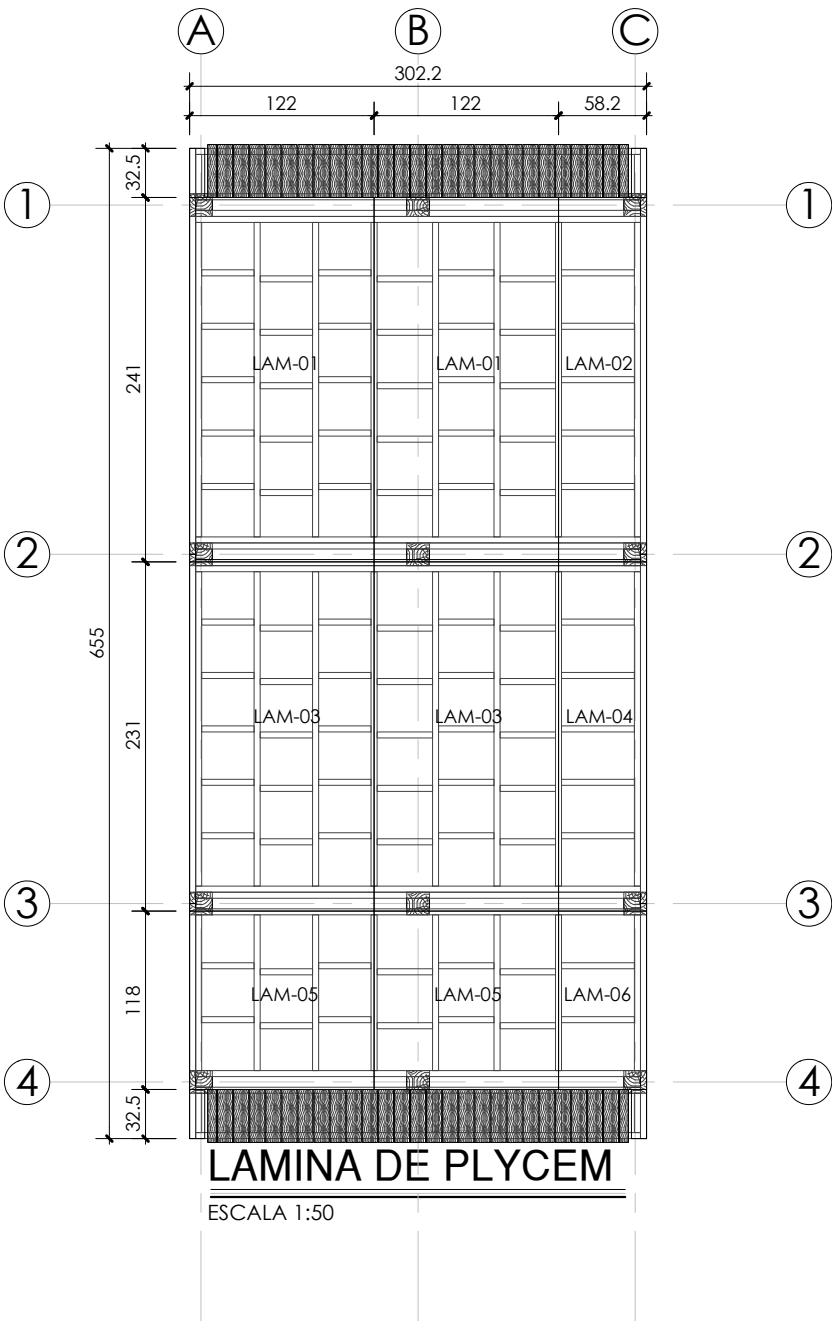 A B C
302.2
122 122 58.2
32.5
1 1
LAM-01 LAM-01 LAM-02
241
2 2
655
LAM-03 LAM-03 LAM-04
231
3 3
LAM-05 LAM-05 LAM-06
118
4 4
32.5
LAMINA DE PLYCEM
ESCALA 1:50